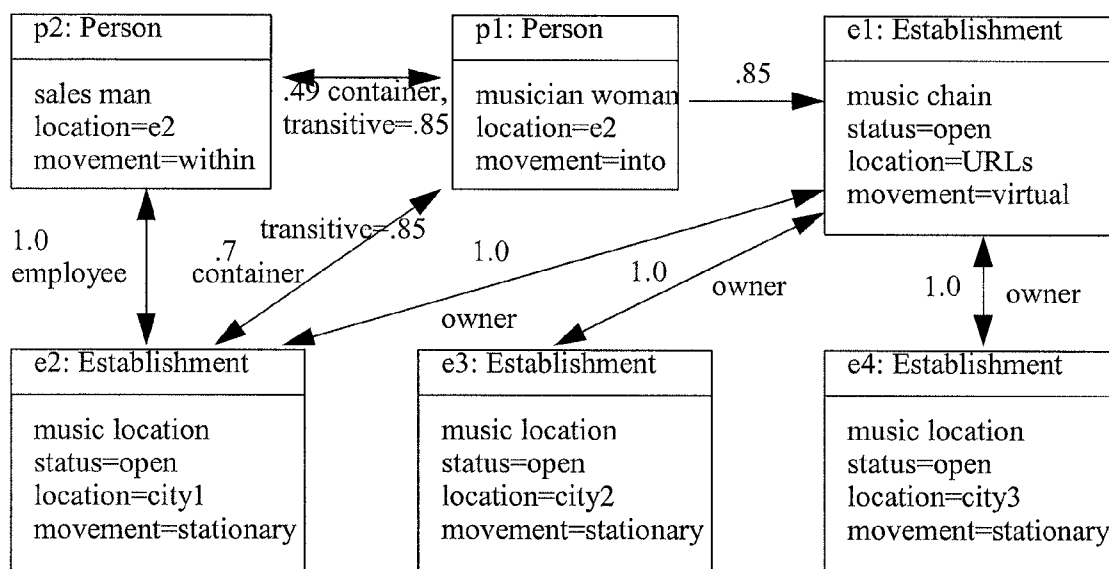 p2: Person
sales man
location=e2
movement=within
.49 container,
transitive=.85
p1: Person
musician woman
location=e2
movement=into
.85
e1: Establishment
music chain
status=open
location=URLs
movement=virtual
1.0
employee
.7
container
transitive=.85
1.0
owner
1.0
owner
1.0
owner
e2: Establishment
music location
status=open
location=city1
movement=stationary
e3: Establishment
music location
status=open
location=city2
movement=stationary
e4: Establishment
music location
status=open
location=city3
movement=stationary